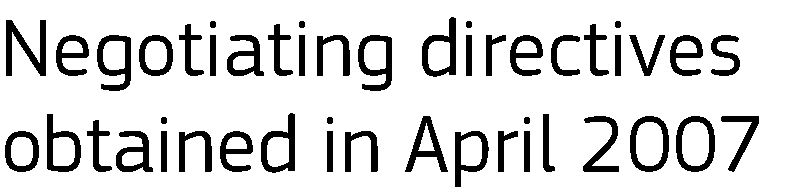 Negotiating directives
obtained in April 2007